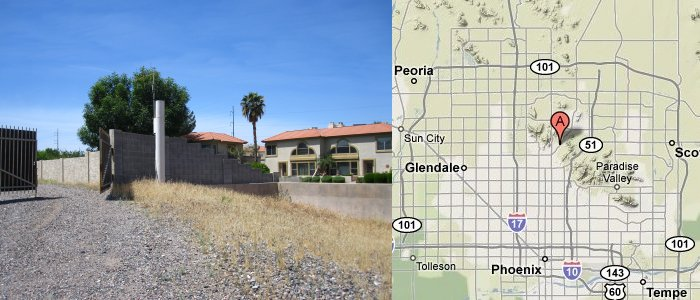 101
Peoria
A
Sun City
51
Sco
Paradise
Valley
Glendale
101
17
101
Tolleson
Phoenix
10
143
60
Tempe